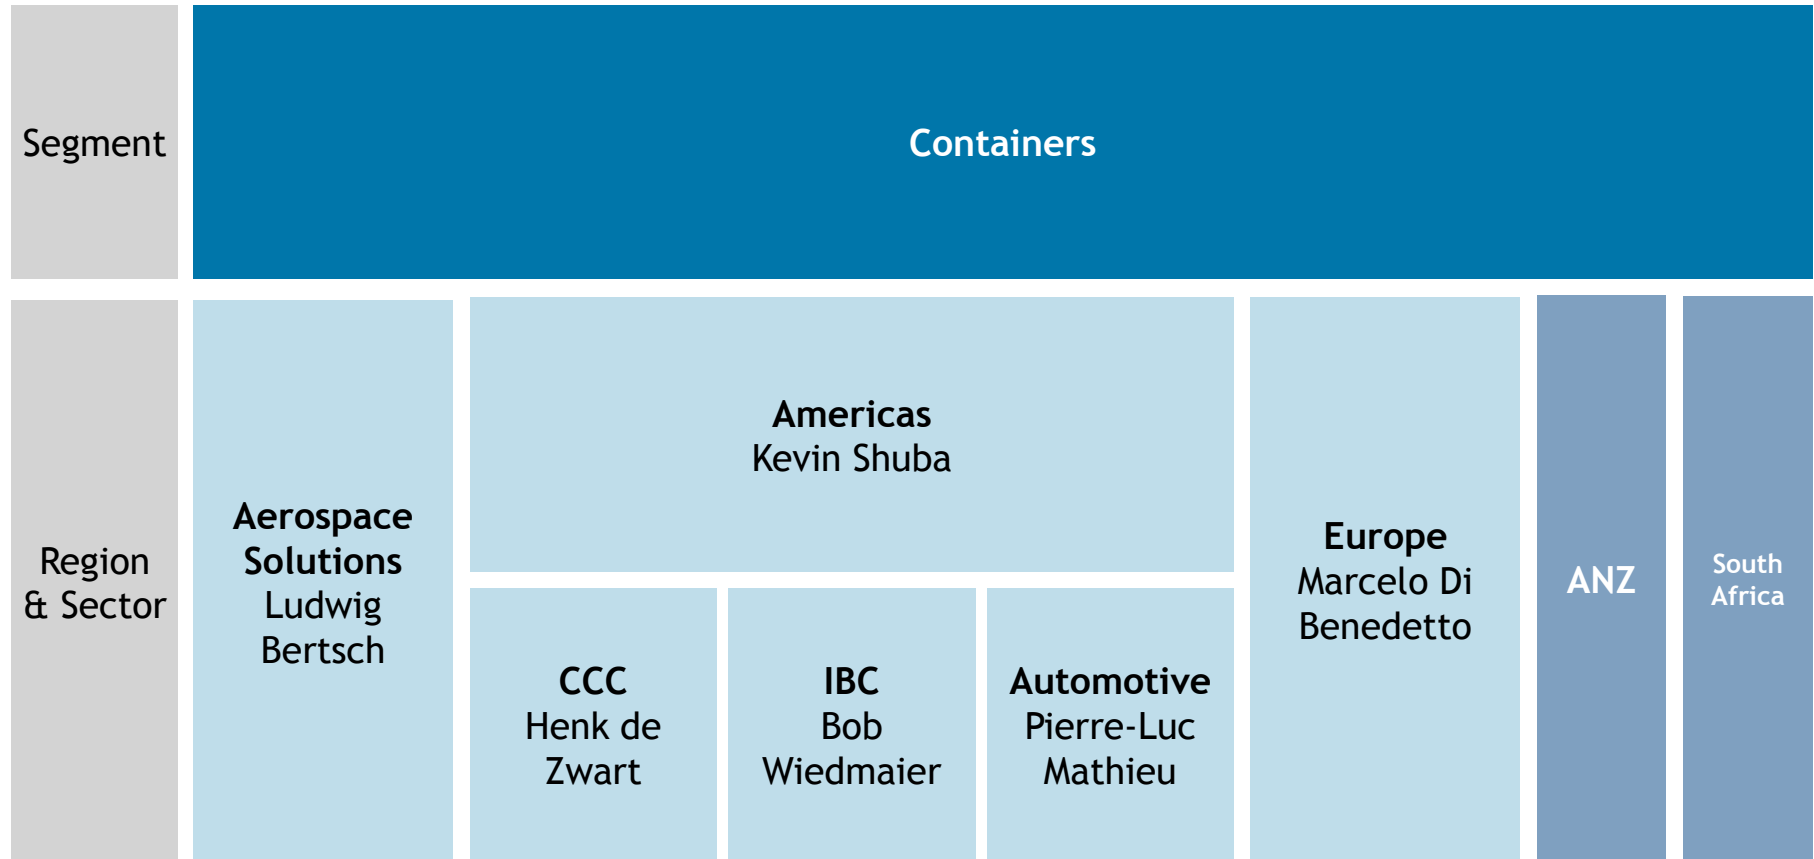 Segment
Containers
Region
& Sector
Aerospace
Solutions
Ludwig
Bertsch
Americas
Kevin Shuba
CCC
Henk de
Zwart
IBC
Bob
Wiedmaier
Automotive
Pierre-Luc
Mathieu
Europe
Marcelo Di
Benedetto
ANZ
South
Africa